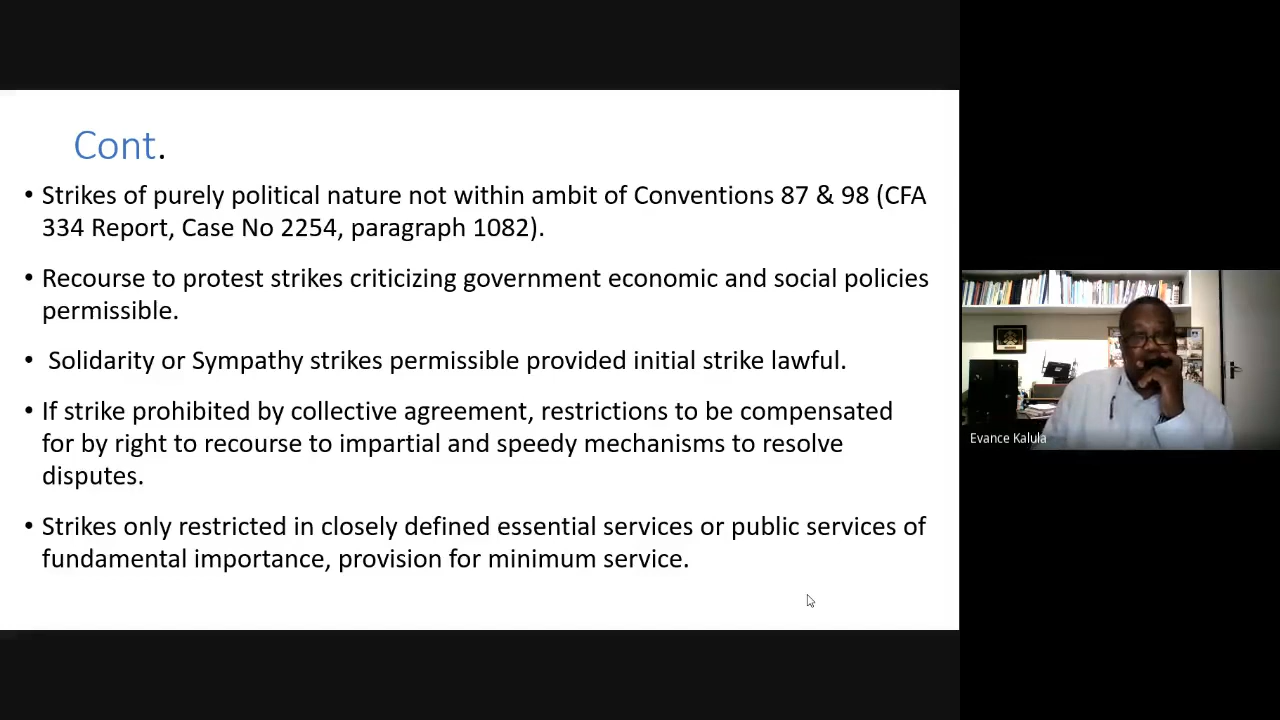 Cont.
• Strikes of purely political nature not within ambit of Conventions 87 & 98 (CFA
334 Report, Case No 2254, paragraph 1082).
• Recourse to protest strikes criticizing government economic and social policies
permissible.
• Solidarity or Sympathy strikes permissible provided initial strike lawful.
• If strike prohibited by collective agreement, restrictions to be compensated
for by right to recourse to impartial and speedy mechanisms to resolve
disputes.
• Strikes only restricted in closely defined essential services or public services of
fundamental importance, provision for minimum service.
Evance Kalula